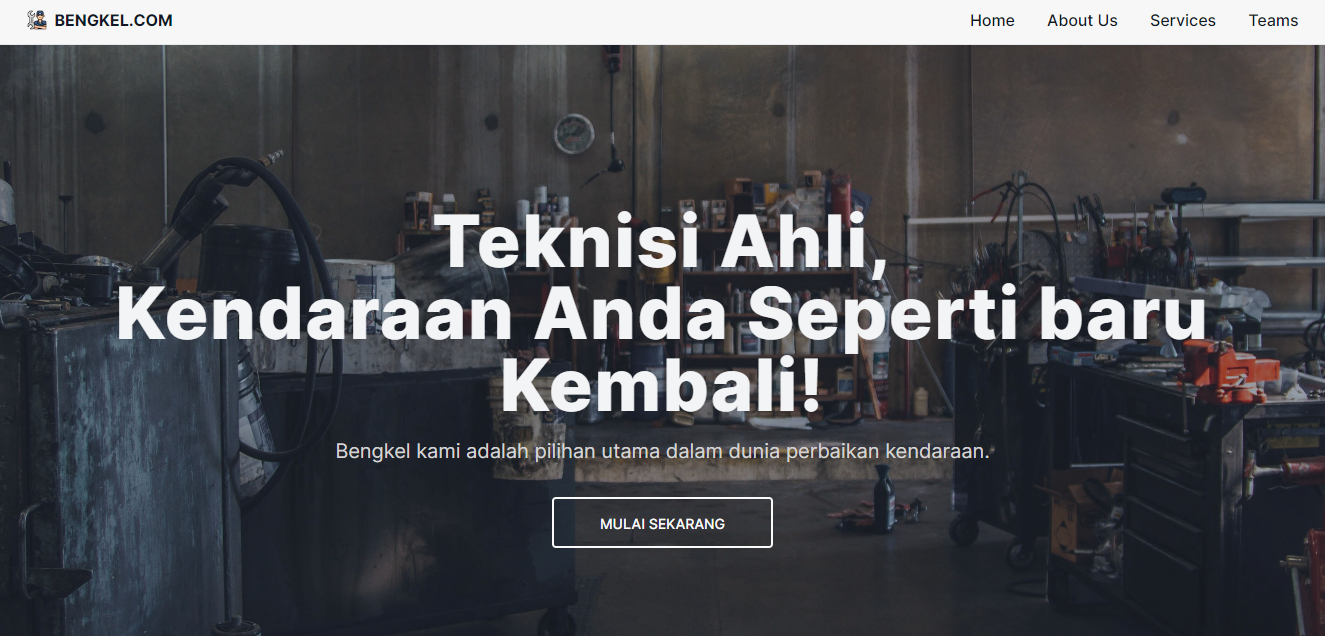 BENGKEL.COM
Home About Us Services Teams
Teknisi Ahli,
Kendaraan Anda Seperti baru
Kembali!
Bengkel kami adalah pilihan utama dalam dunia perbaikan kendaraan.
MULAI SEKARANG